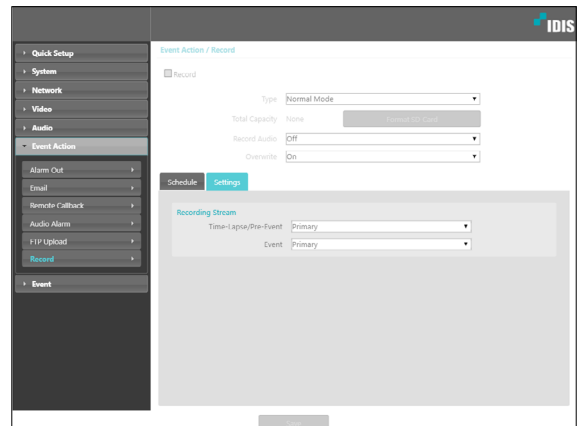 IDIS
Quick Setup
System
Network
Video
Audio
Event Action
Alarm Out
Email
Remote Callback
Audio Alarm
FTP Upload
Record
Event
Event Action / Record
Record
Type Normal Mode
Total Capacity None Format SD Card
Record Audio Off
Overwrite On
Schedule Settings
Recording Stream
Time-Lapse/Pre-Event Primary
Event Primary
Save